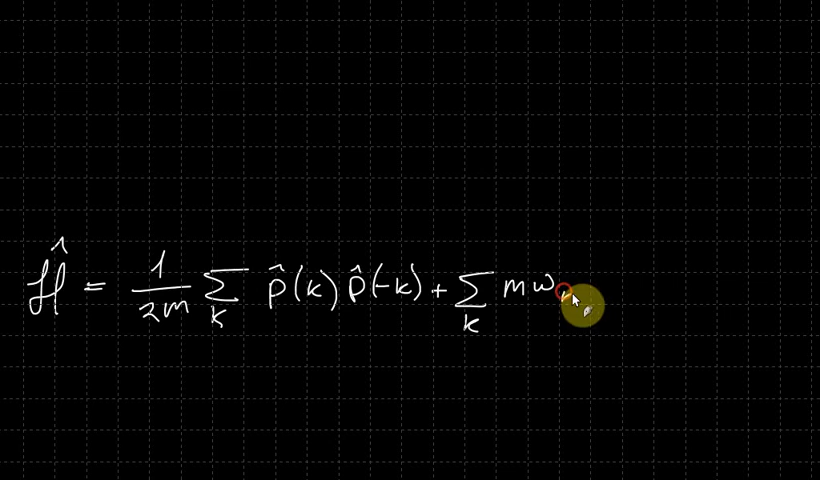 Ĥ = 1/2m ∑_k p̂(k) p̂(-k) + ∑_k m ω